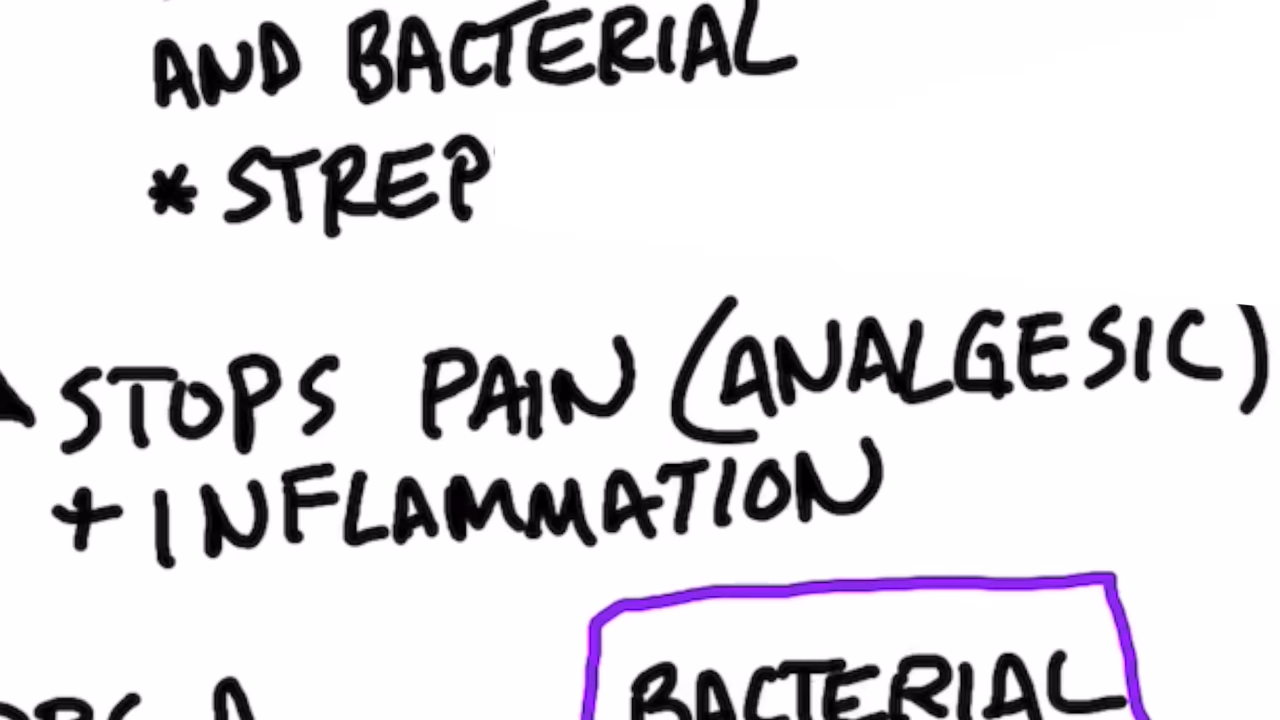 AND BACTERIAL
* STREP
STOPS PAIN (ANALGESIC)
+ INFLAMMATION
BACTERIAL